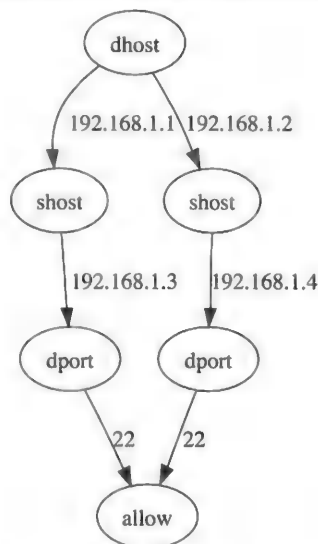 dhost
192.168.1.1 192.168.1.2
shost shost
192.168.1.3 192.168.1.4
dport dport
22 22
allow